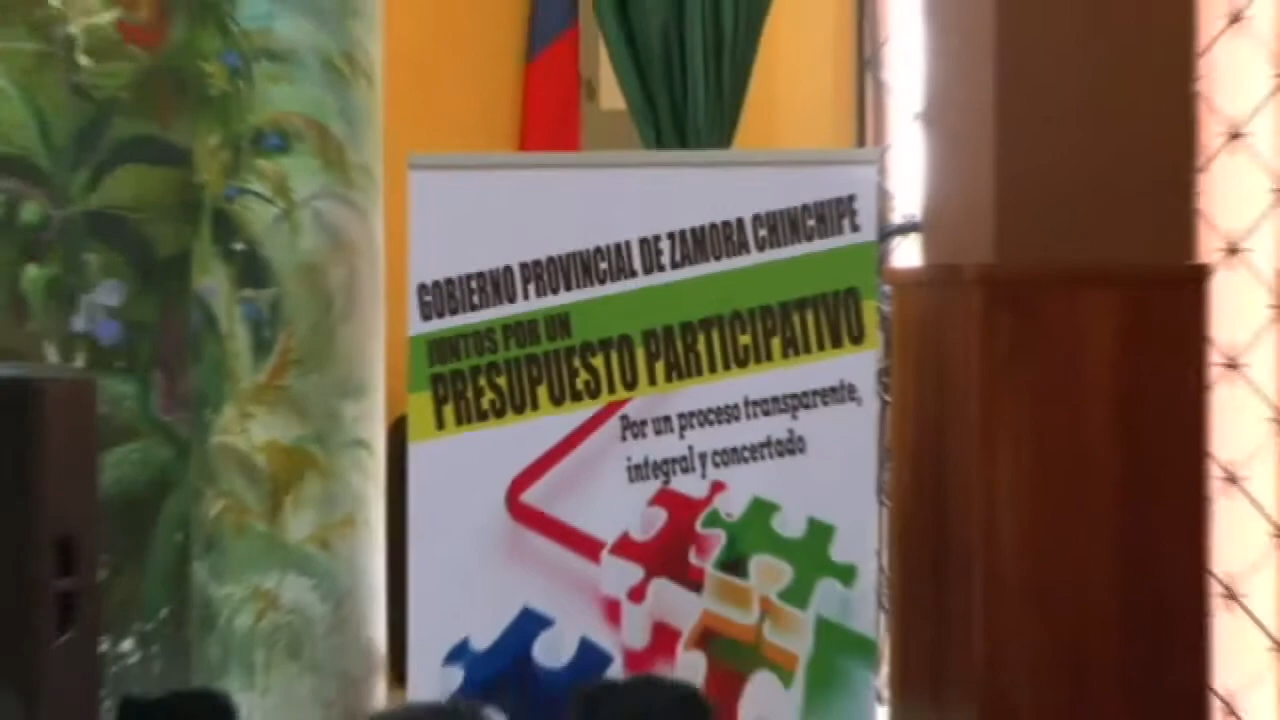 GOBIERNO PROVINCIAL DE ZAMORA CHINCHIPE
JUNTOS POR UN
PRESUPUESTO PARTICIPATIVO
Por un proceso transparente,
integral y concertado